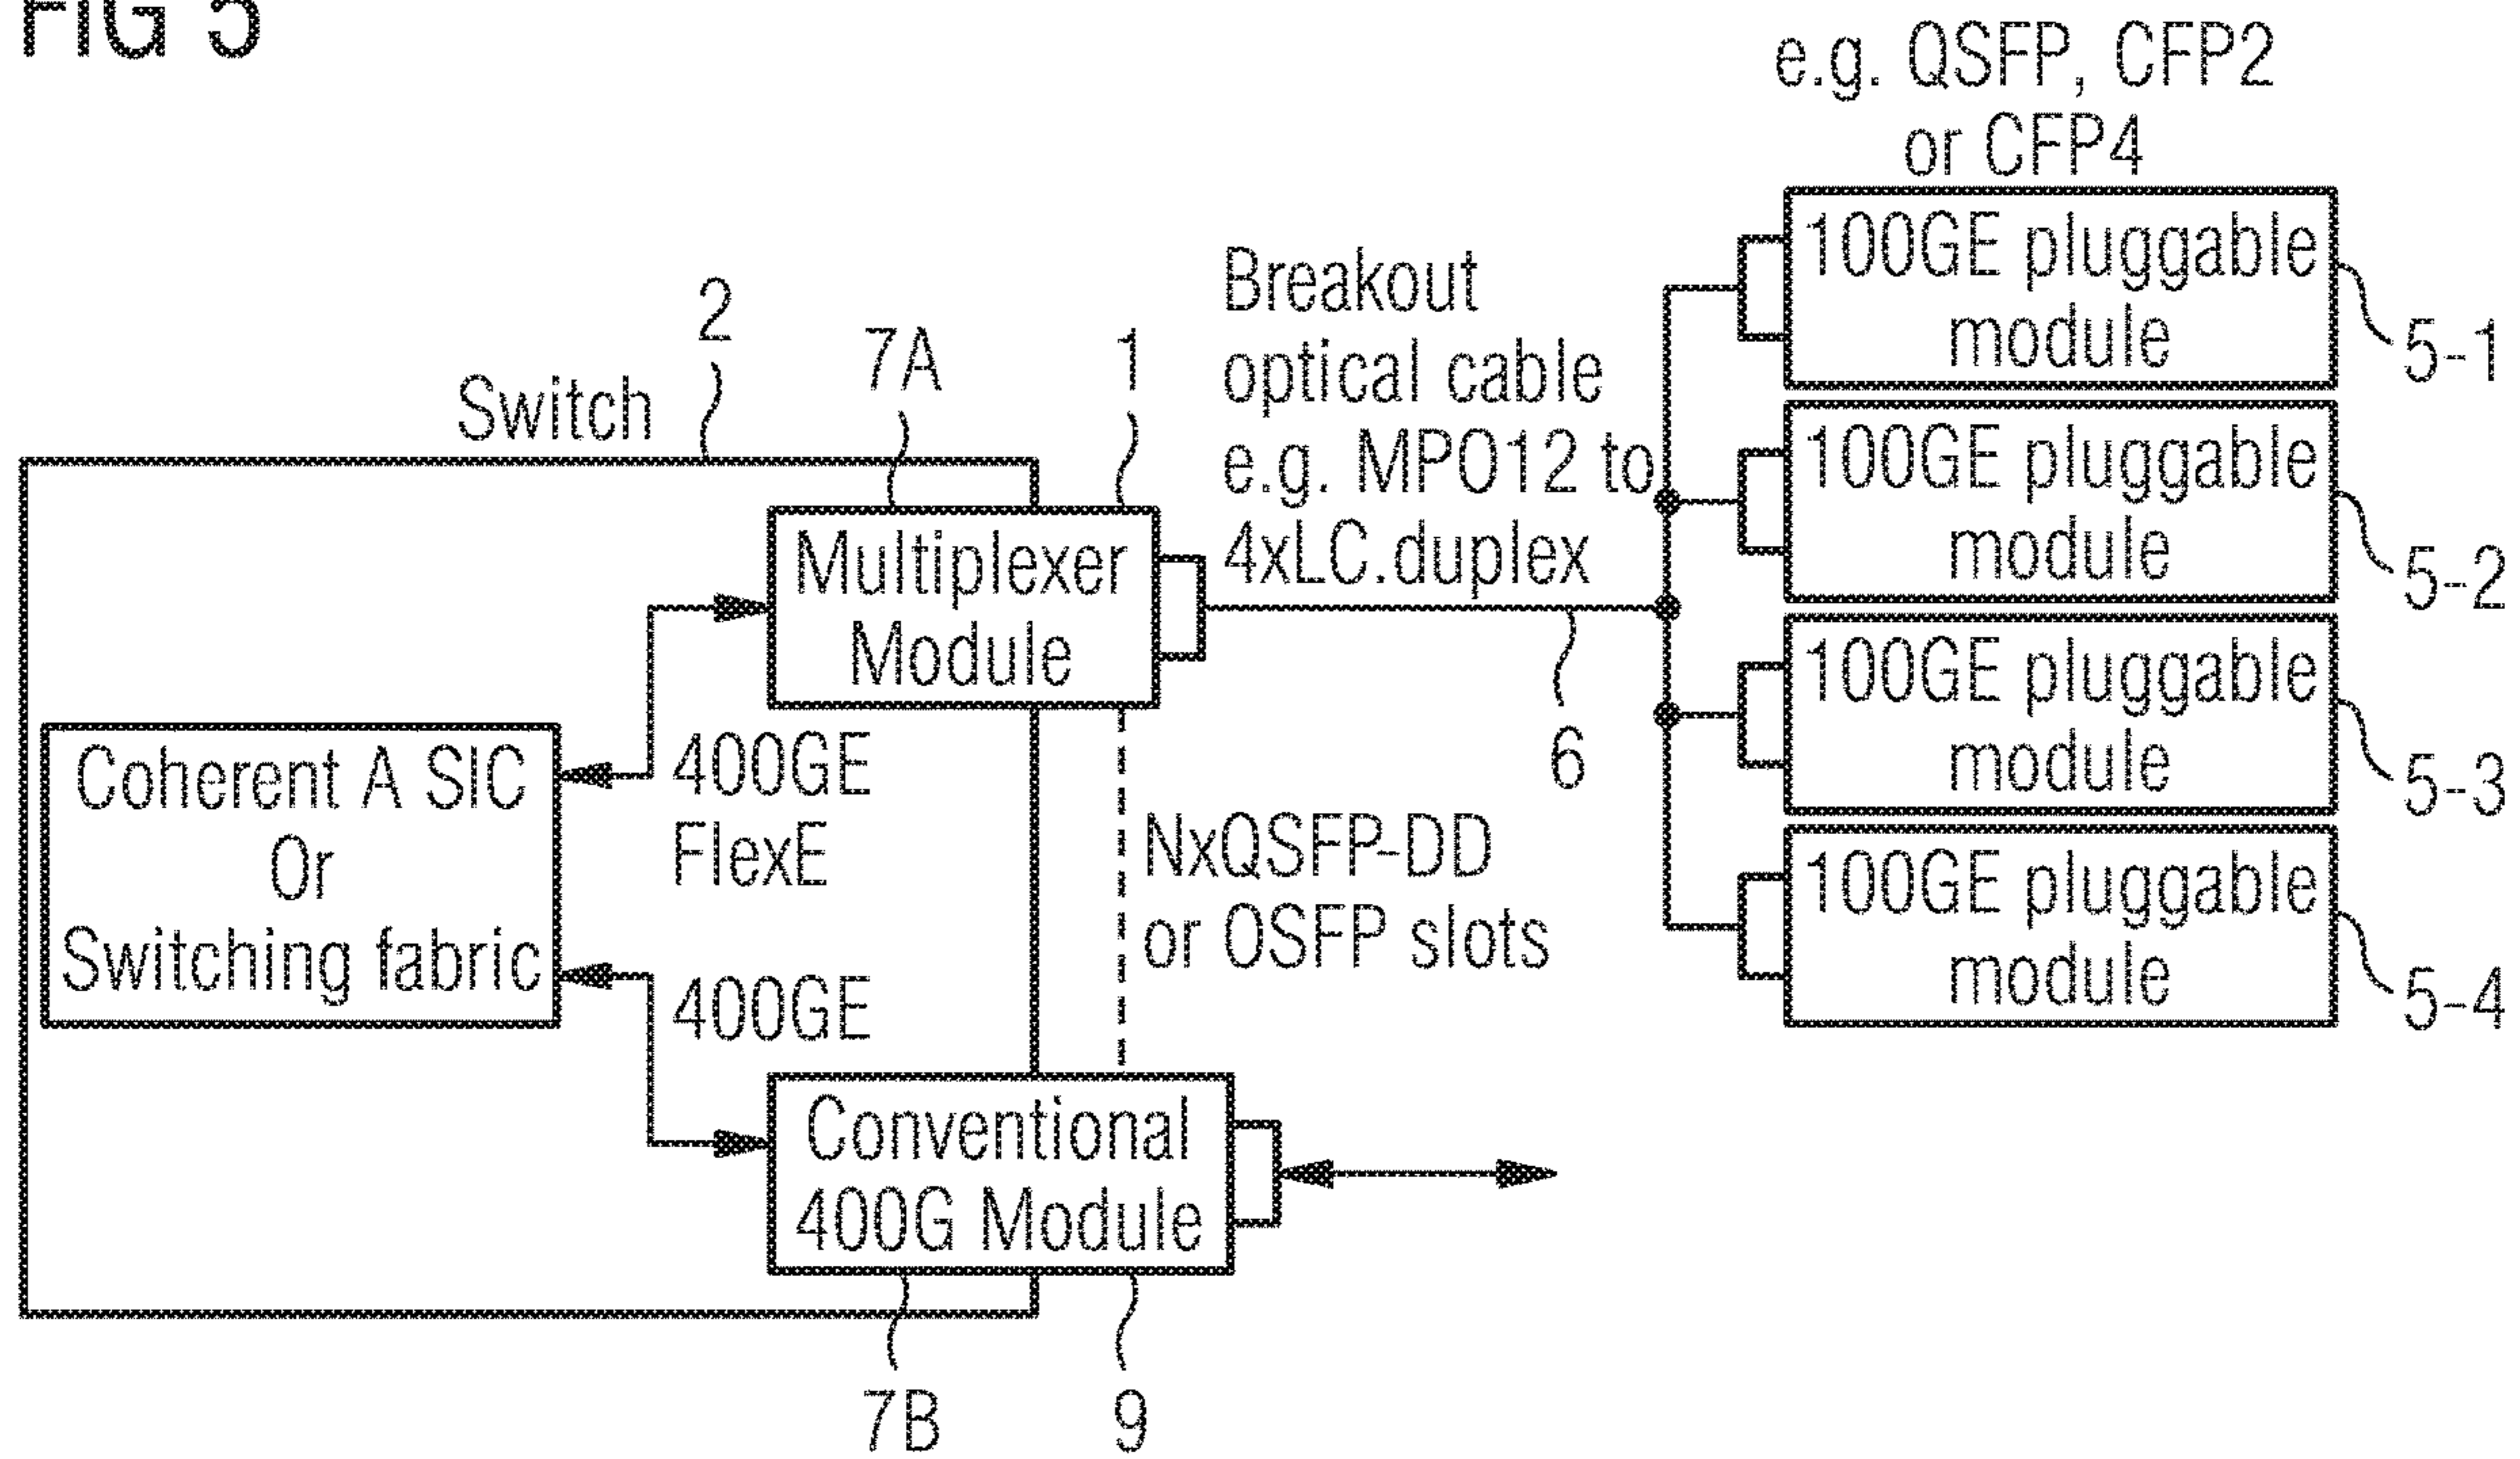 FIG 5
e.g. QSFP, CFP2
or CFP4
100GE pluggable
module
5-1
100GE pluggable
module
5-2
100GE pluggable
module
5-3
100GE pluggable
module
5-4
Breakout
optical cable
e.g. MPO12 to
4xLC.duplex
6
2
7A
1
Switch
Multiplexer
Module
Coherent A SIC
Or
Switching fabric
400GE
FlexE
400GE
NxQSFP-DD
or OSFP slots
Conventional
400G Module
7B
9